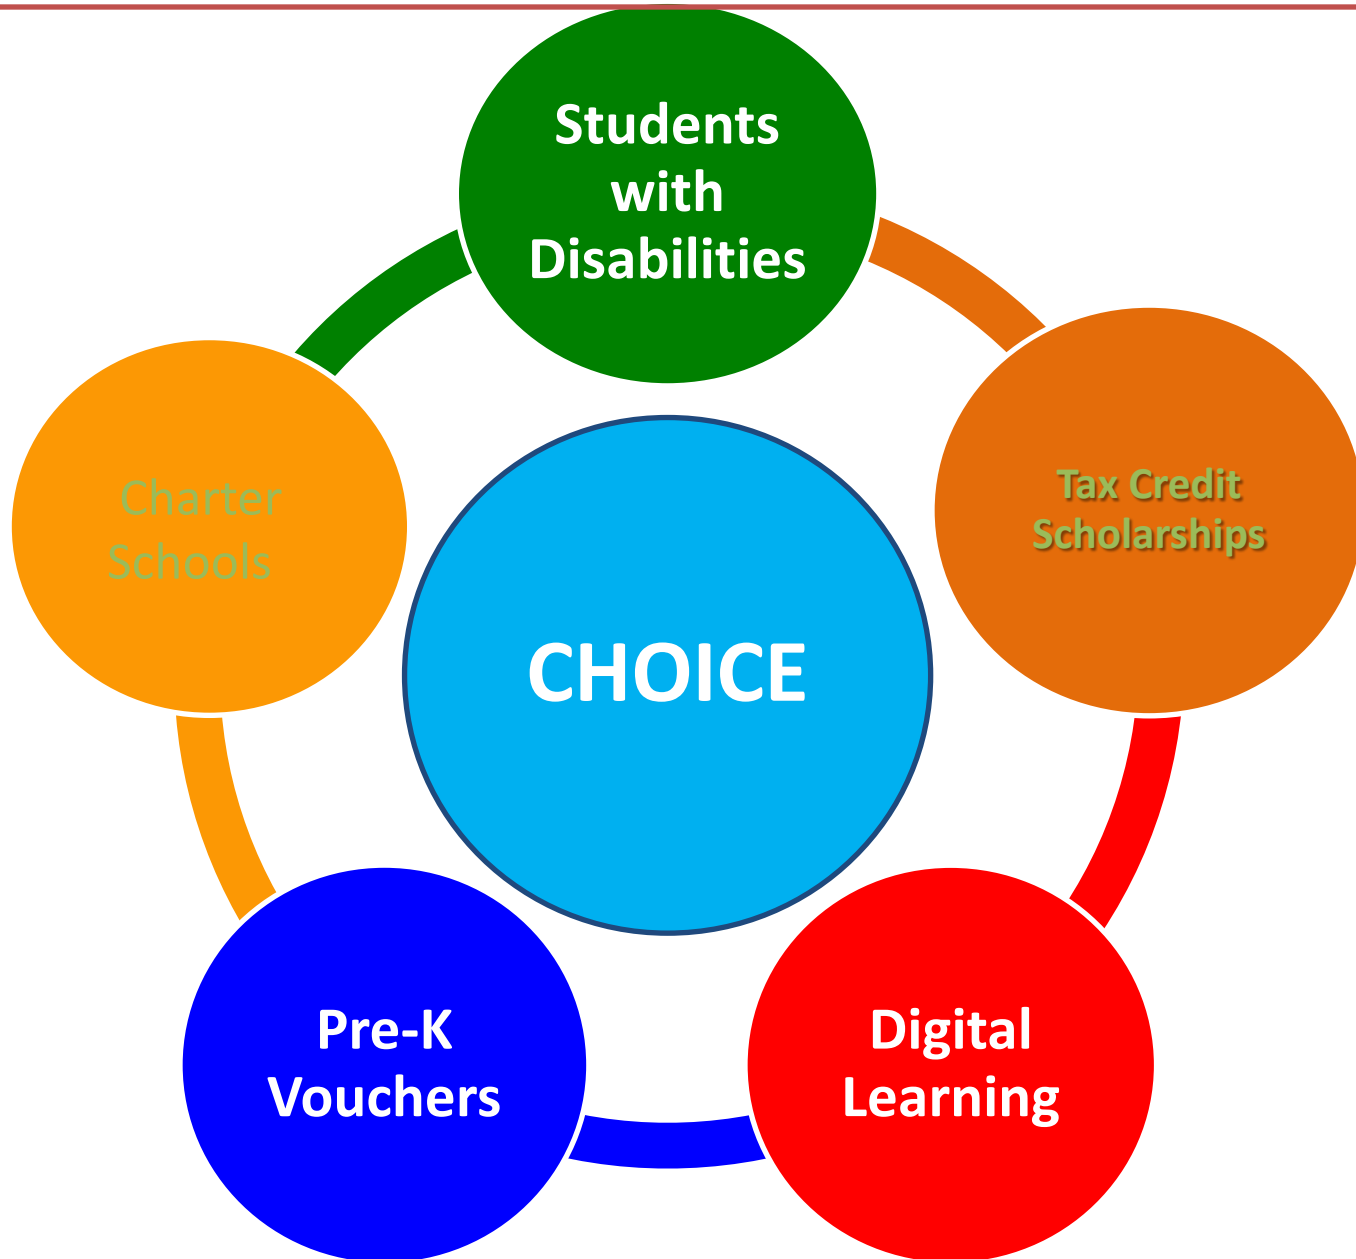 Students
with
Disabilities
Tax Credit
Scholarships
Charter
Schools
CHOICE
Pre-K
Vouchers
Digital
Learning